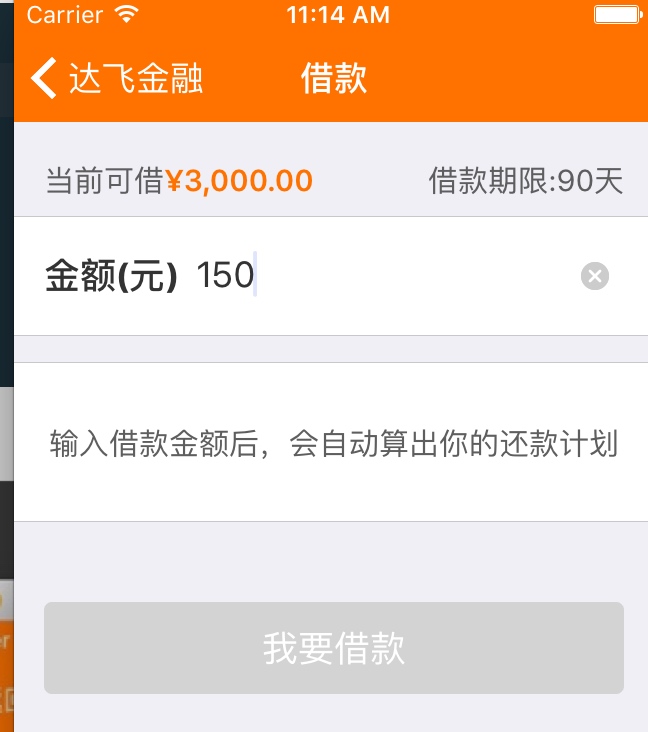 Carrier 11:14 AM
达飞金融 借款
当前可借¥3,000.00 借款期限:90天
金额(元) 150
输入借款金额后，会自动算出你的还款计划
我要借款